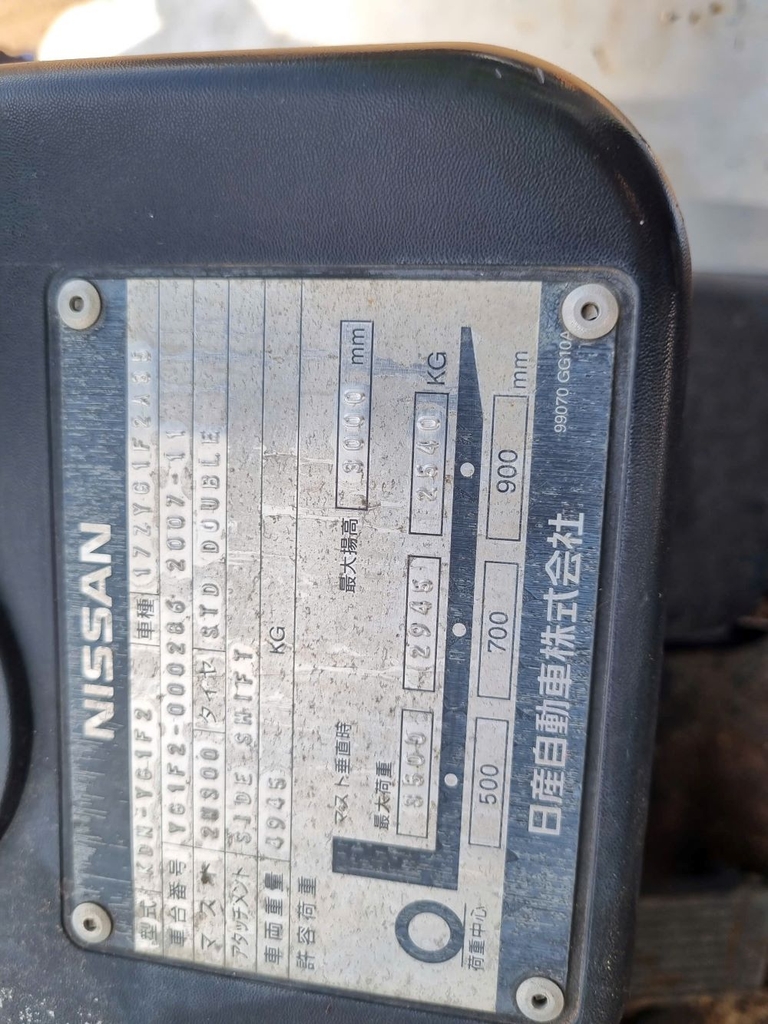 NISSAN
型式 KDN-YG1F2 車種
車台番号 YG1F2-000286 2007-11
マスト 2W300 タイヤ STD DOUBLE
アタッチメント SIDE SHIFT
車両重量 4945 KG
許容荷重
マスト垂直時 最大揚高 3000 mm
最大荷重 3500 2945 2540 KG
荷重中心 500 700 900 mm
日産自動車株式会社 99070 GG10A